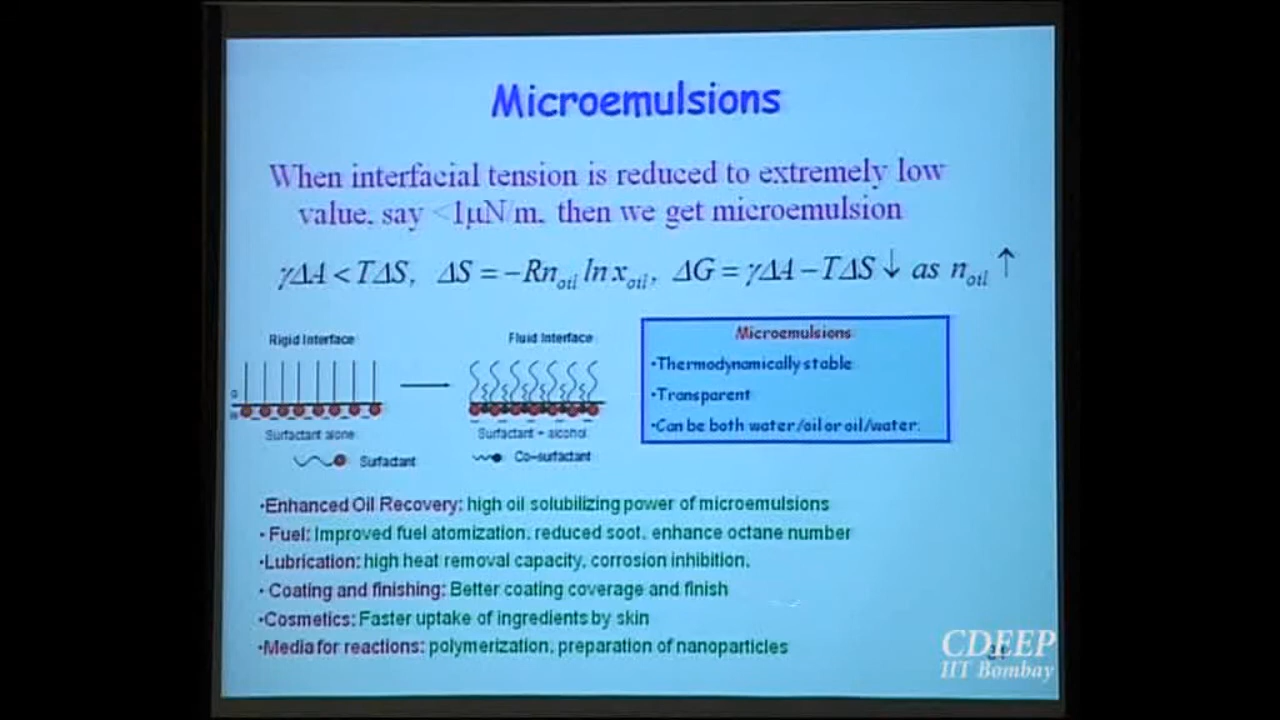 Microemulsions
When interfacial tension is reduced to extremely low
value, say <1μN/m, then we get microemulsion
γΔA < TΔS, ΔS = −Rn_oil ln x_oil, ΔG = γΔA − TΔS ↓ as n_oil ↑
Rigid Interface
Fluid Interface
O
W
Surfactant alone
Surfactant - alcohol
Surfactant
Co-surfactant
Microemulsions
•Thermodynamically stable
•Transparent
•Can be both water/oil or oil/water.
•Enhanced Oil Recovery: high oil solubilizing power of microemulsions
• Fuel: Improved fuel atomization, reduced soot, enhance octane number
•Lubrication: high heat removal capacity, corrosion inhibition,
• Coating and finishing: Better coating coverage and finish
•Cosmetics: Faster uptake of ingredients by skin
•Media for reactions: polymerization, preparation of nanoparticles
CDEEP
IIT Bombay